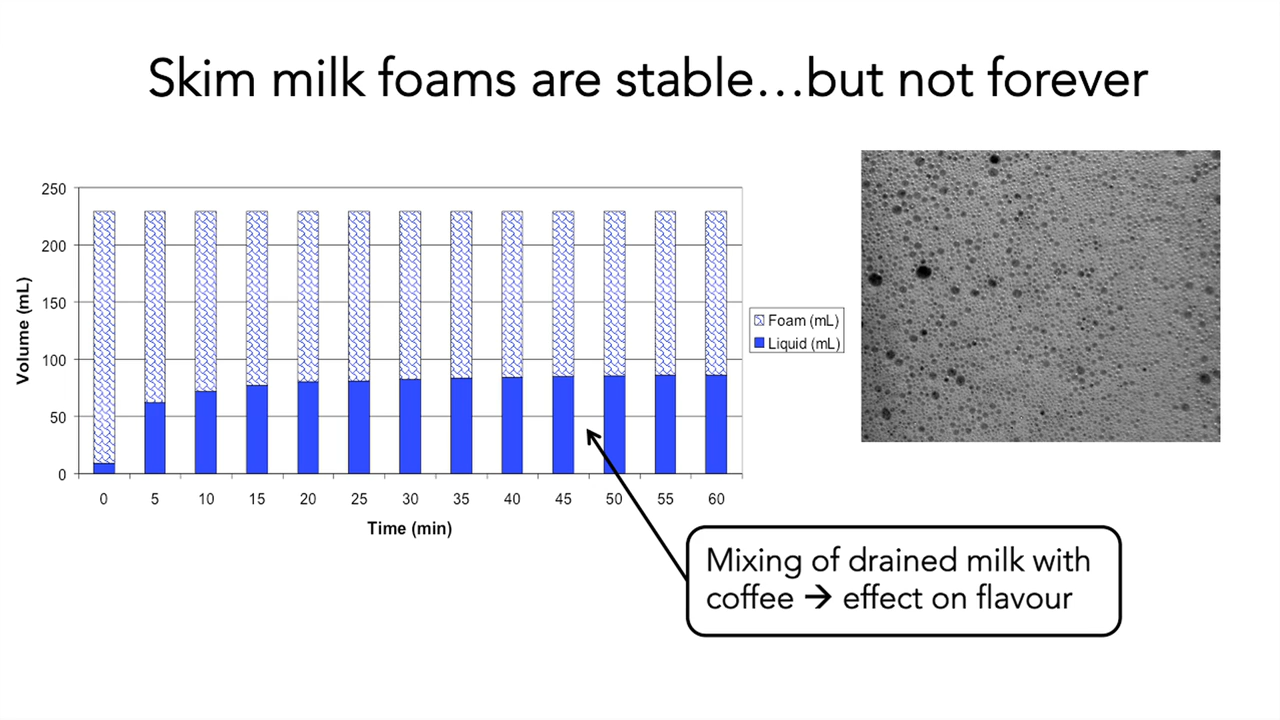 Skim milk foams are stable…but not forever
250
200
150
100
50
0
Volume (mL)
0 5 10 15 20 25 30 35 40 45 50 55 60
Time (min)
Foam (mL)
Liquid (mL)
Mixing of drained milk with
coffee → effect on flavour